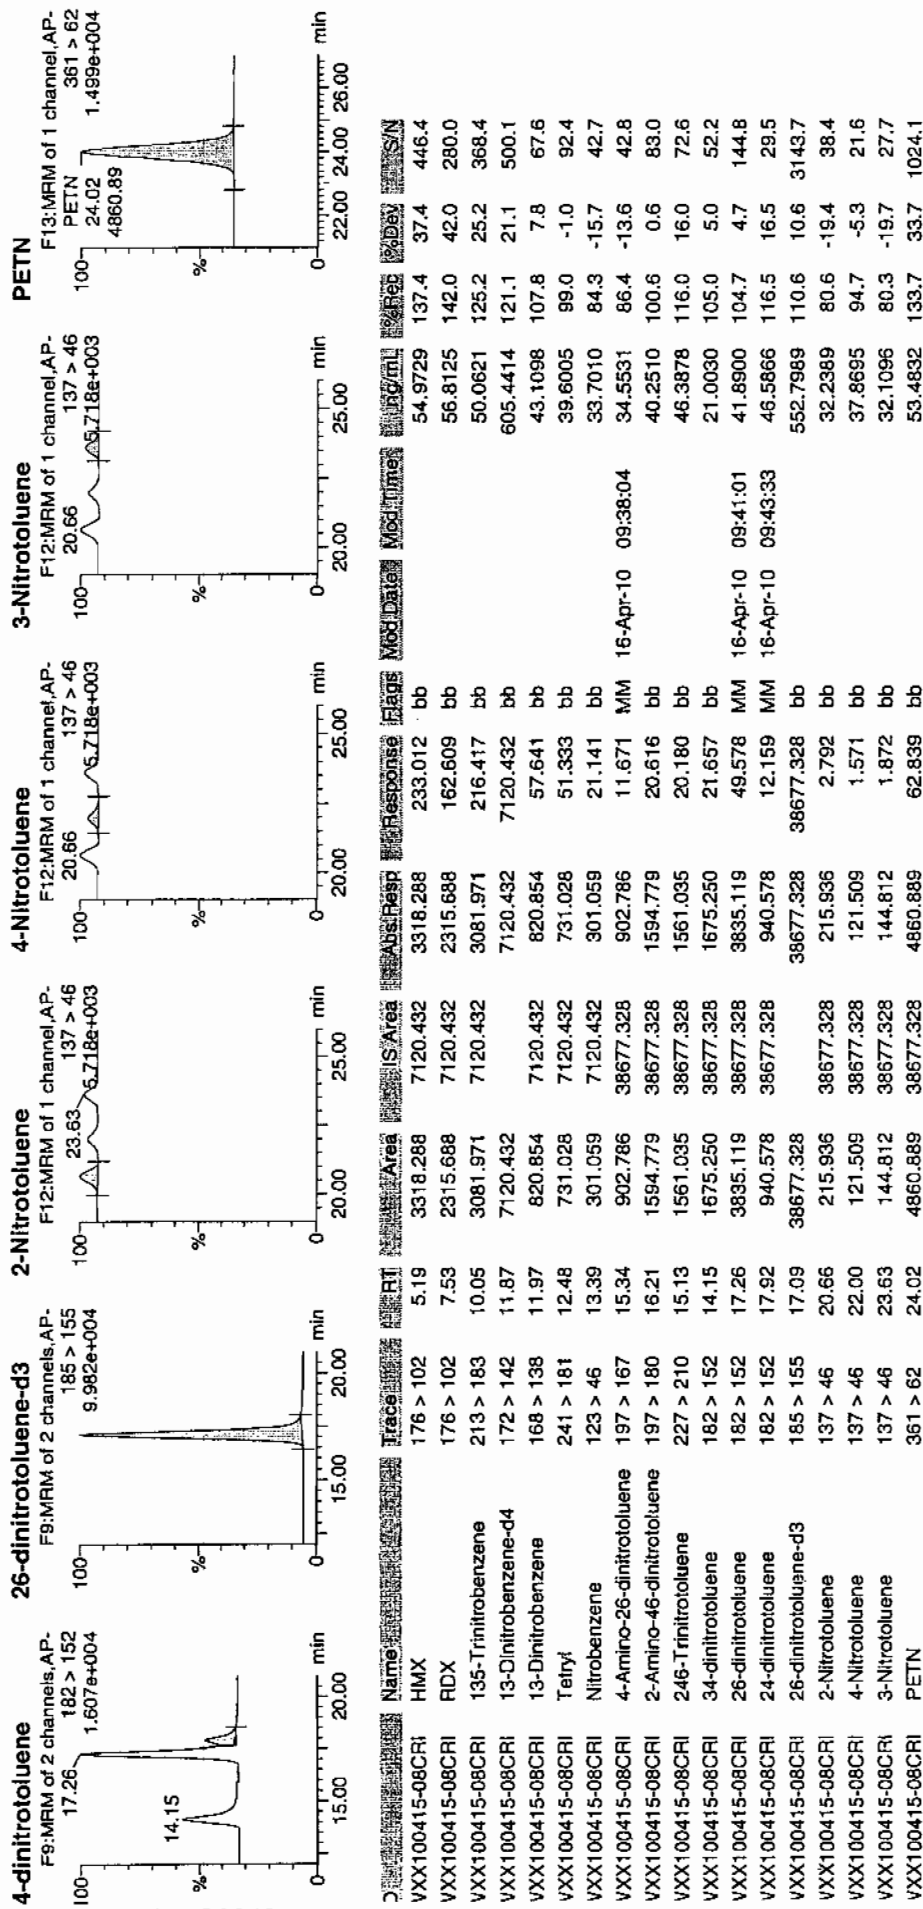 4-dinitrotoluene
F9:MRM of 2 channels,AP-
182 > 152
1.607e+004
17.26
14.15
100-
15.00
20.00
26-dinitrotoluene-d3
F9:MRM of 2 channels,AP-
185 > 155
9.982e+004
100-
%
0
min
15.00
20.00
2-Nitrotoluene
F12:MRM of 1 channel,AP-
137 > 46
5.718e+003
23.63
100-
%
0
min
20.00
25.00
4-Nitrotoluene
F12:MRM of 1 channel,AP-
137 > 46
5.718e+003
20.66
100-
%
0
min
20.00
25.00
3-Nitrotoluene
F12:MRM of 1 channel,AP-
137 > 46
5.718e+003
20.66
100-
%
0
min
20.00
25.00
PETN
F13:MRM of 1 channel,AP-
361 > 62
1.499e+004
PETN
24.02
4860.89
100-
%
0
min
22.00
24.00
26.00
Name Trace RT Area IS Area Abs.Resp Response Flags Mod.Date Mod.Time ng/mL %Rec %Dev S/N
VXX100415-08CRI HMX 176 > 102 5.19 3318.288 7120.432 3318.288 233.012 bb 54.9729 137.4 37.4 446.4
VXX100415-08CRI RDX 176 > 102 7.53 2315.688 7120.432 2315.688 162.609 bb 56.8125 142.0 42.0 280.0
VXX100415-08CRI 135-Trinitrobenzene 213 > 183 10.05 3081.971 7120.432 3081.971 216.417 bb 50.0621 125.2 25.2 368.4
VXX100415-08CRI 13-Dinitrobenzene-d4 172 > 142 11.87 7120.432 7120.432 7120.432 bb 605.4414 121.1 21.1 500.1
VXX100415-08CRI 13-Dinitrobenzene 168 > 138 11.97 820.854 7120.432 820.854 57.641 bb 43.1098 107.8 7.8 67.6
VXX100415-08CRI Tetryl 241 > 181 12.48 731.028 7120.432 731.028 51.333 bb 39.6005 99.0 -1.0 92.4
VXX100415-08CRI Nitrobenzene 123 > 46 13.39 301.059 7120.432 301.059 21.141 bb 33.7010 84.3 -15.7 42.7
VXX100415-08CRI 4-Amino-26-dinitrotoluene 197 > 167 15.34 902.786 38677.328 902.786 11.671 MM 16-Apr-10 09:38:04 34.5531 86.4 -13.6 42.8
VXX100415-08CRI 2-Amino-46-dinitrotoluene 197 > 180 16.21 1594.779 38677.328 1594.779 20.616 bb 40.2510 100.6 0.6 83.0
VXX100415-08CRI 246-Trinitrotoluene 227 > 210 15.13 1561.035 38677.328 1561.035 20.180 bb 46.3878 116.0 16.0 72.6
VXX100415-08CRI 34-dinitrotoluene 182 > 152 14.15 1675.250 38677.328 1675.250 21.657 bb 21.0030 105.0 5.0 52.2
VXX100415-08CRI 26-dinitrotoluene 182 > 152 17.26 3835.119 38677.328 3835.119 49.578 MM 16-Apr-10 09:41:01 41.8900 104.7 4.7 144.8
VXX100415-08CRI 24-dinitrotoluene 182 > 152 17.92 940.578 38677.328 940.578 12.159 MM 16-Apr-10 09:43:33 46.5866 116.5 16.5 29.5
VXX100415-08CRI 26-dinitrotoluene-d3 185 > 155 17.09 38677.328 38677.328 38677.328 bb 552.7989 110.6 10.6 3143.7
VXX100415-08CRI 2-Nitrotoluene 137 > 46 20.66 215.936 38677.328 215.936 2.792 bb 32.2389 80.6 -19.4 38.4
VXX100415-08CRI 4-Nitrotoluene 137 > 46 22.00 121.509 38677.328 121.509 1.571 bb 37.8695 94.7 -5.3 21.6
VXX100415-08CRI 3-Nitrotoluene 137 > 46 23.63 144.812 38677.328 144.812 1.872 bb 32.1096 80.3 -19.7 27.7
VXX100415-08CRI PETN 361 > 62 24.02 4860.889 38677.328 4860.889 62.839 bb 53.4832 133.7 33.7 1024.1